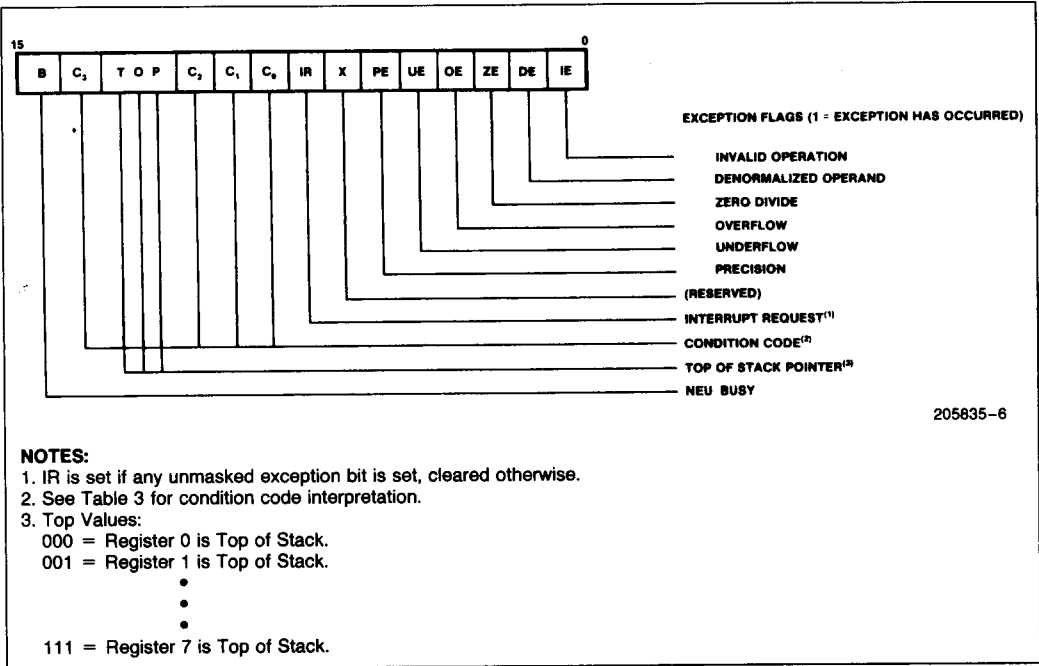 15 0
B C₃ T O P C₂ C₁ C₀ IR X PE UE OE ZE DE IE
EXCEPTION FLAGS (1 = EXCEPTION HAS OCCURRED)
INVALID OPERATION
DENORMALIZED OPERAND
ZERO DIVIDE
OVERFLOW
UNDERFLOW
PRECISION
(RESERVED)
INTERRUPT REQUEST⁽¹⁾
CONDITION CODE⁽²⁾
TOP OF STACK POINTER⁽³⁾
NEU BUSY
205835–6
NOTES:
1. IR is set if any unmasked exception bit is set, cleared otherwise.
2. See Table 3 for condition code interpretation.
3. Top Values:
000 = Register 0 is Top of Stack.
001 = Register 1 is Top of Stack.
•
•
•
111 = Register 7 is Top of Stack.